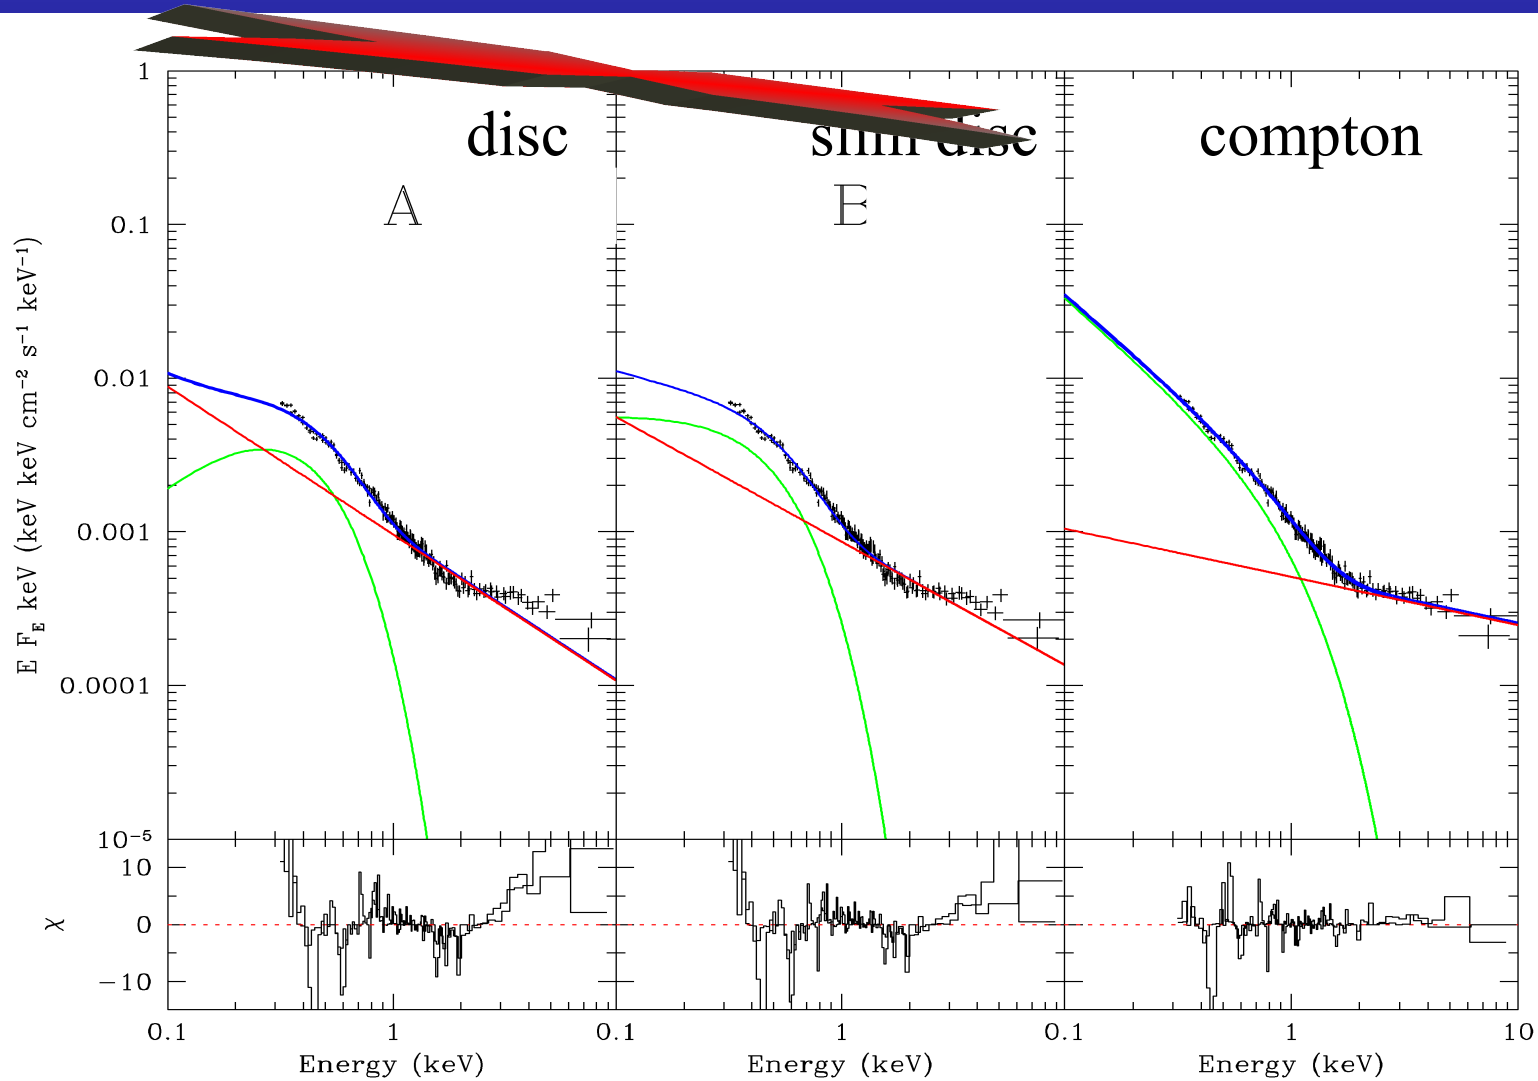 disc
slim disc
compton
A
B
E F_E keV (keV keV cm⁻² s⁻¹ keV⁻¹)
1
0.1
0.01
0.001
0.0001
10⁻⁵
χ
10
0
−10
0.1 1 0.1 1 0.1 1 10
Energy (keV) Energy (keV) Energy (keV)